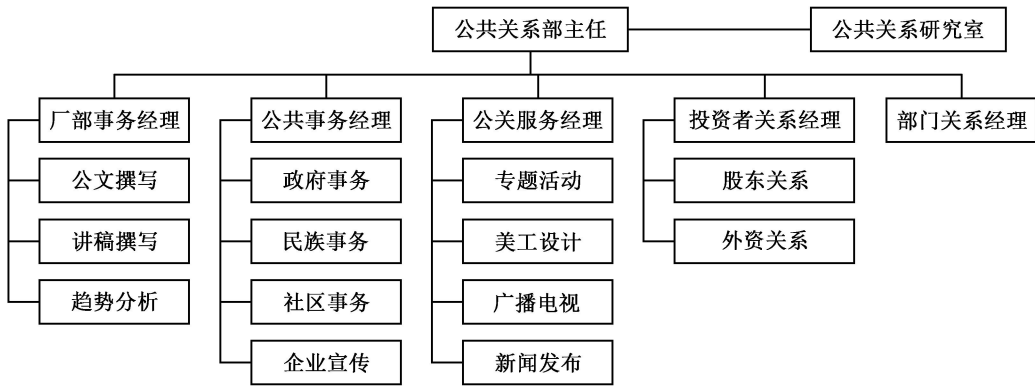 公共关系部主任
公共关系研究室
厂部事务经理
公文撰写
讲稿撰写
趋势分析
公共事务经理
政府事务
民族事务
社区事务
企业宣传
公关服务经理
专题活动
美工设计
广播电视
新闻发布
投资者关系经理
股东关系
外资关系
部门关系经理